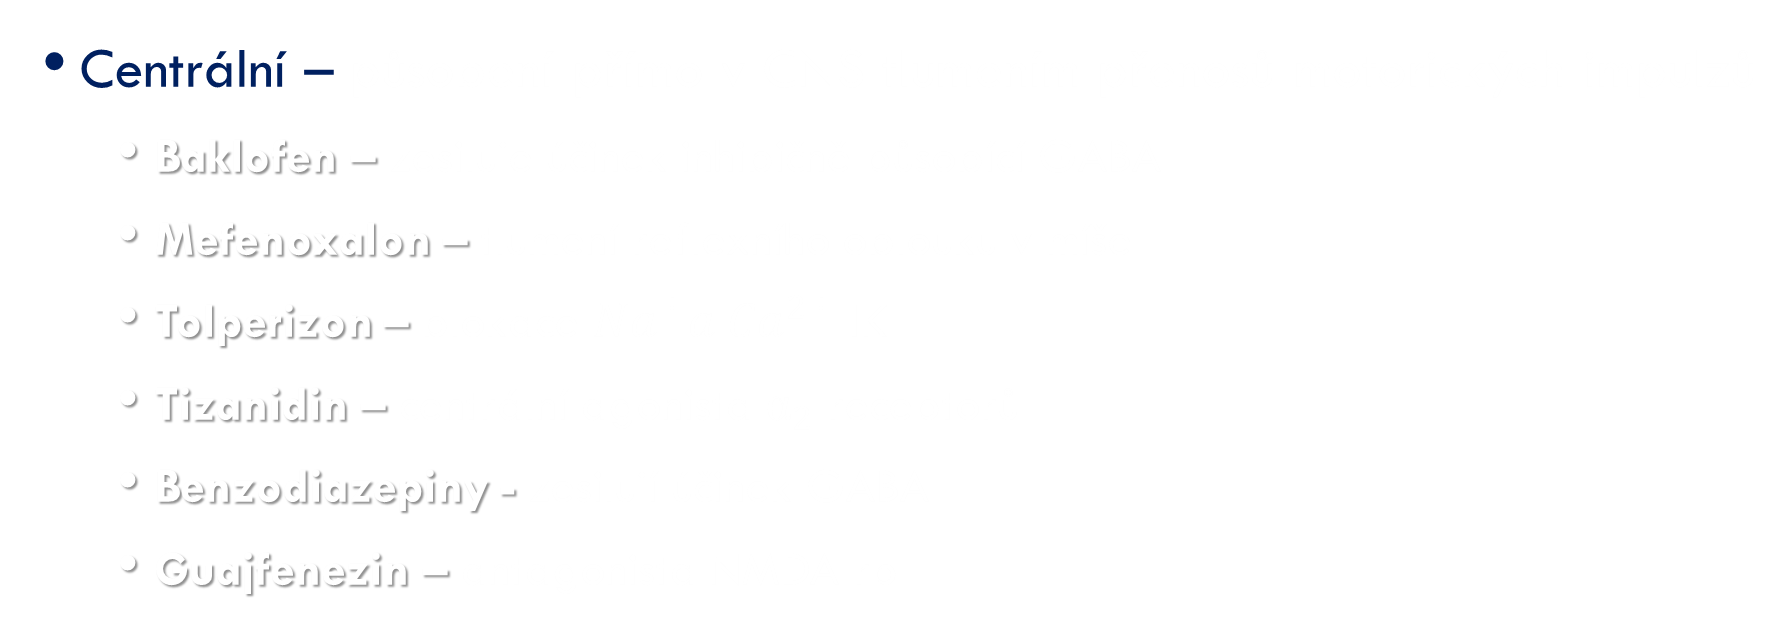 • Centrální –
• Baklofen –
• Mefenoxalon –
• Tolperizon –
• Tizanidin –
• Benzodiazepiny -
• Guajfenezin –